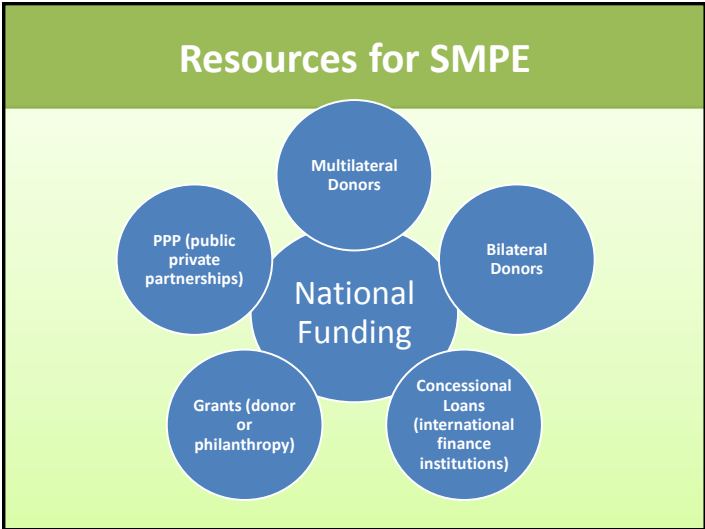 Resources for SMPE
Multilateral
Donors
PPP (public
private
partnerships)
Bilateral
Donors
National
Funding
Grants (donor
or
philanthropy)
Concessional
Loans
(international
finance
institutions)